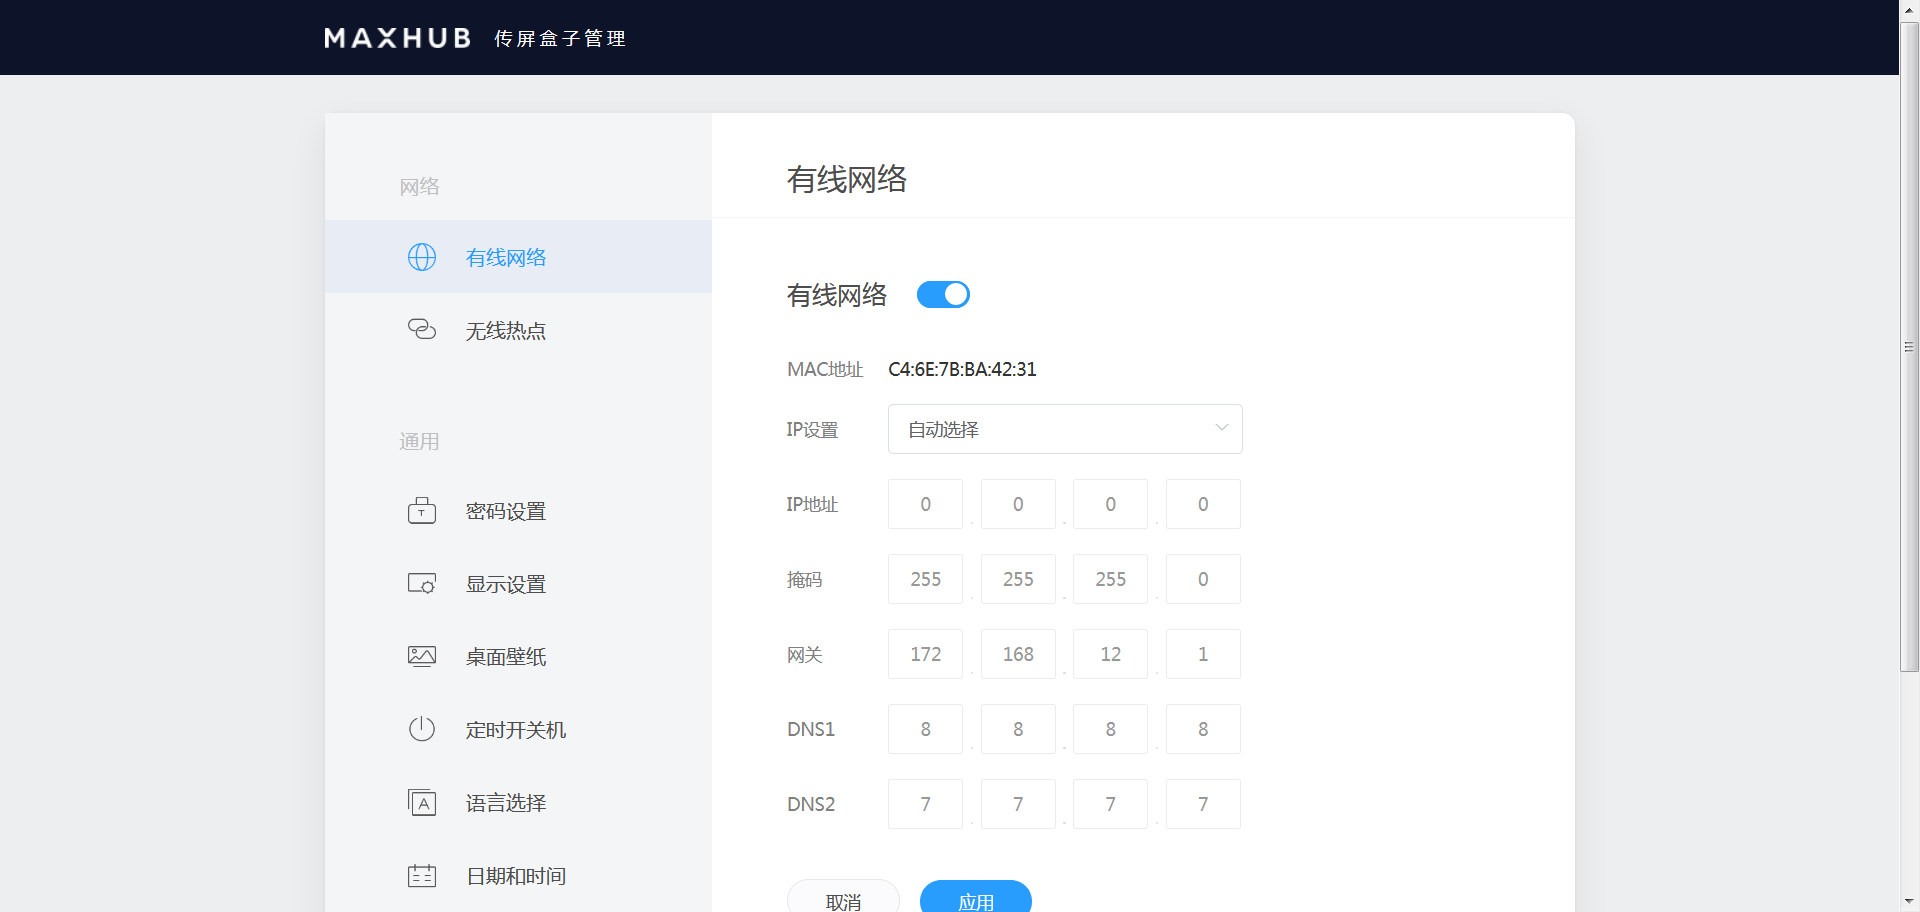 MAXHUB 传屏盒子管理
网络
有线网络
无线热点
通用
密码设置
显示设置
桌面壁纸
定时开关机
语言选择
日期和时间
有线网络
有线网络
MAC地址 C4:6E:7B:BA:42:31
IP设置 自动选择
IP地址 0 . 0 . 0 . 0
掩码 255 . 255 . 255 . 0
网关 172 . 168 . 12 . 1
DNS1 8 . 8 . 8 . 8
DNS2 7 . 7 . 7 . 7
取消 应用